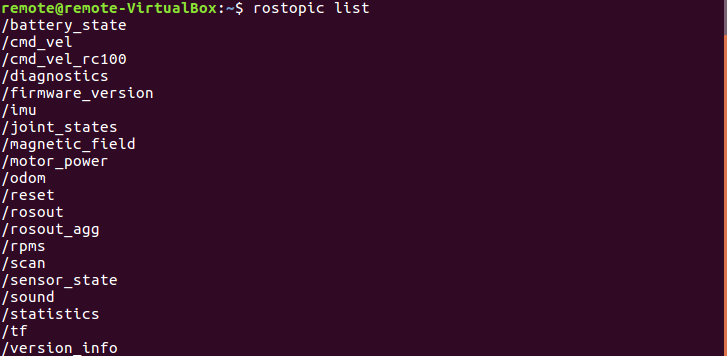 remote@remote-VirtualBox:~$ rostopic list
/battery_state
/cmd_vel
/cmd_vel_rc100
/diagnostics
/firmware_version
/imu
/joint_states
/magnetic_field
/motor_power
/odom
/reset
/rosout
/rosout_agg
/rpms
/scan
/sensor_state
/sound
/statistics
/tf
/version_info